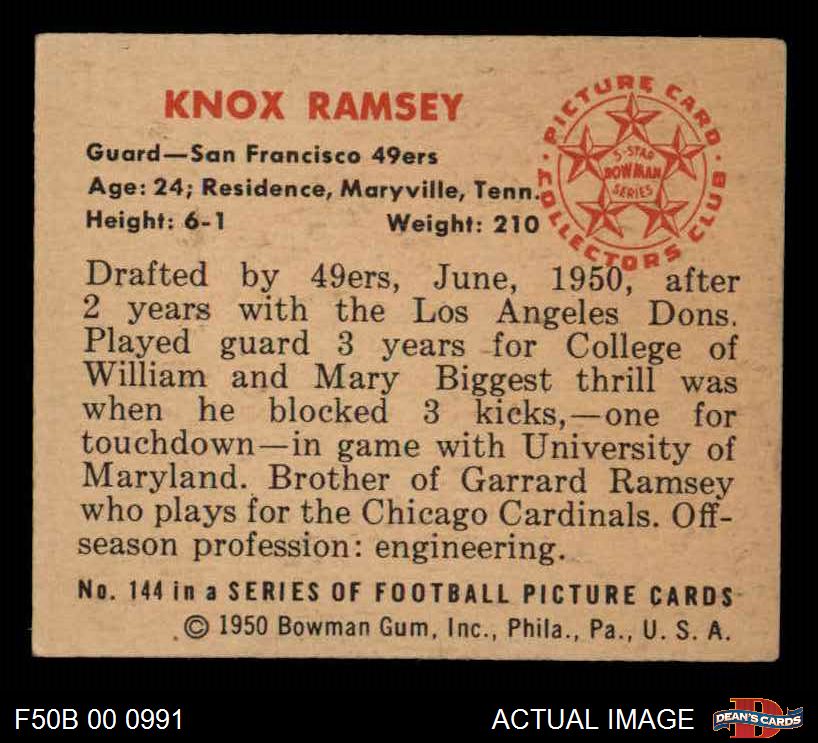 KNOX RAMSEY
Guard—San Francisco 49ers
Age: 24; Residence, Maryville, Tenn.
Height: 6-1 Weight: 210
PICTURE CARD
COLLECTORS CLUB
5-STAR
BOWMAN
SERIES
Drafted by 49ers, June, 1950, after
2 years with the Los Angeles Dons.
Played guard 3 years for College of
William and Mary Biggest thrill was
when he blocked 3 kicks,—one for
touchdown—in game with University of
Maryland. Brother of Garrard Ramsey
who plays for the Chicago Cardinals. Off-
season profession: engineering.
No. 144 in a SERIES OF FOOTBALL PICTURE CARDS
© 1950 Bowman Gum, Inc., Phila., Pa., U. S. A.
F50B 00 0991 ACTUAL IMAGE
D
DEAN'S CARDS